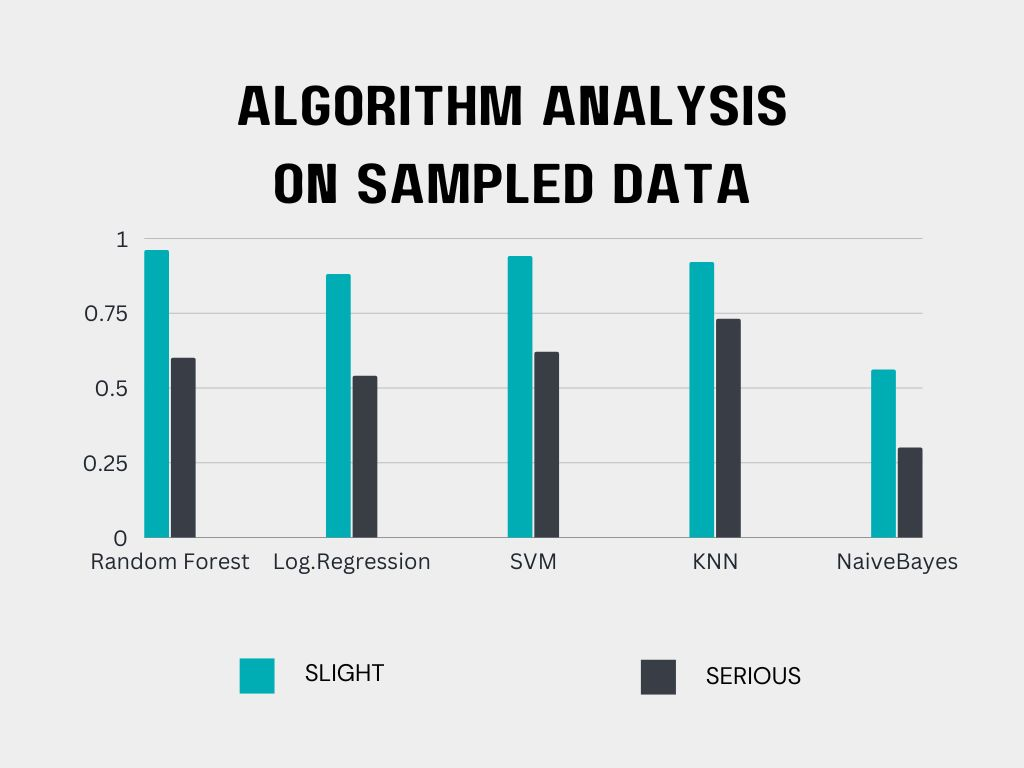 ALGORITHM ANALYSIS
ON SAMPLED DATA
1
0.75
0.5
0.25
0
Random Forest Log.Regression SVM KNN NaiveBayes
SLIGHT SERIOUS